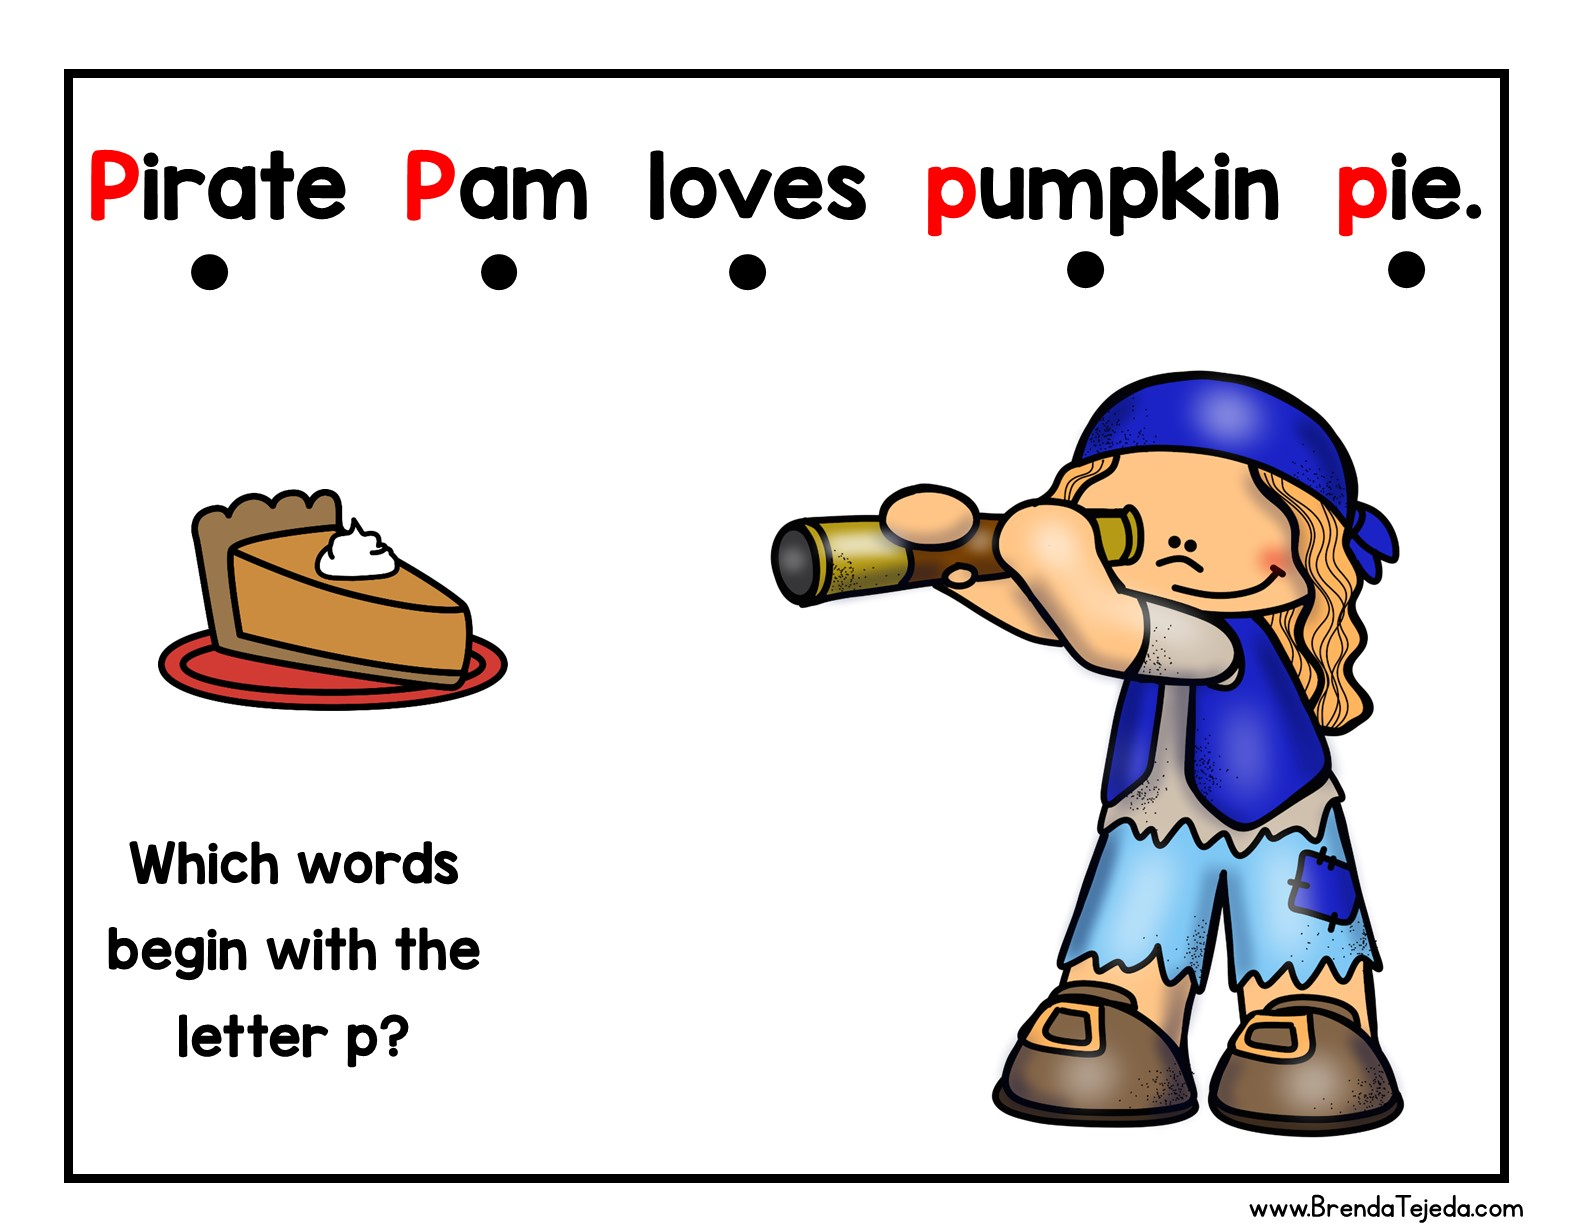 Pirate Pam loves pumpkin pie.
Which words
begin with the
letter p?
www.BrendaTejeda.com